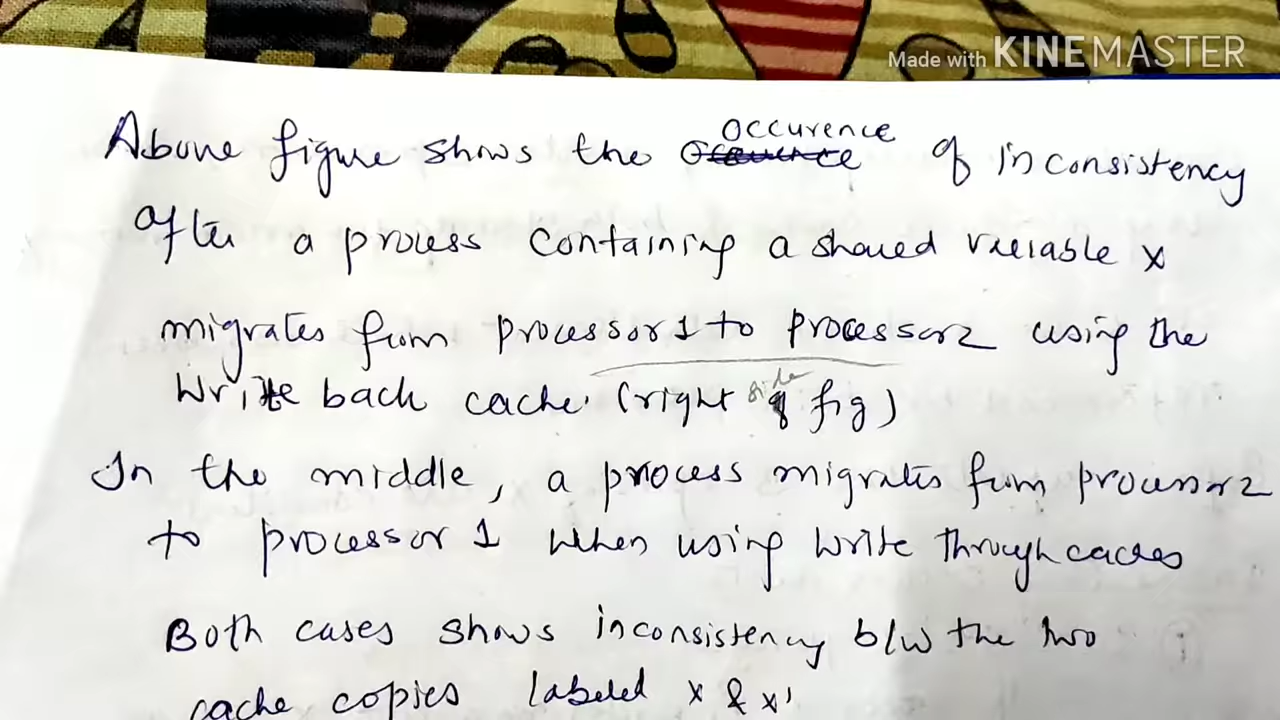 Made with KINEMASTER
Occurence
Above figure shows the Occurence of inconsistency
after a process containing a shared variable x
migrates from processor 1 to processor 2 using the
Write back cache. (right side of fig)
In the middle, a process migrates from processor 2
to processor 1 when using write through caches
Both cases shows inconsistency b/w the two
cache copies labeled x & x'